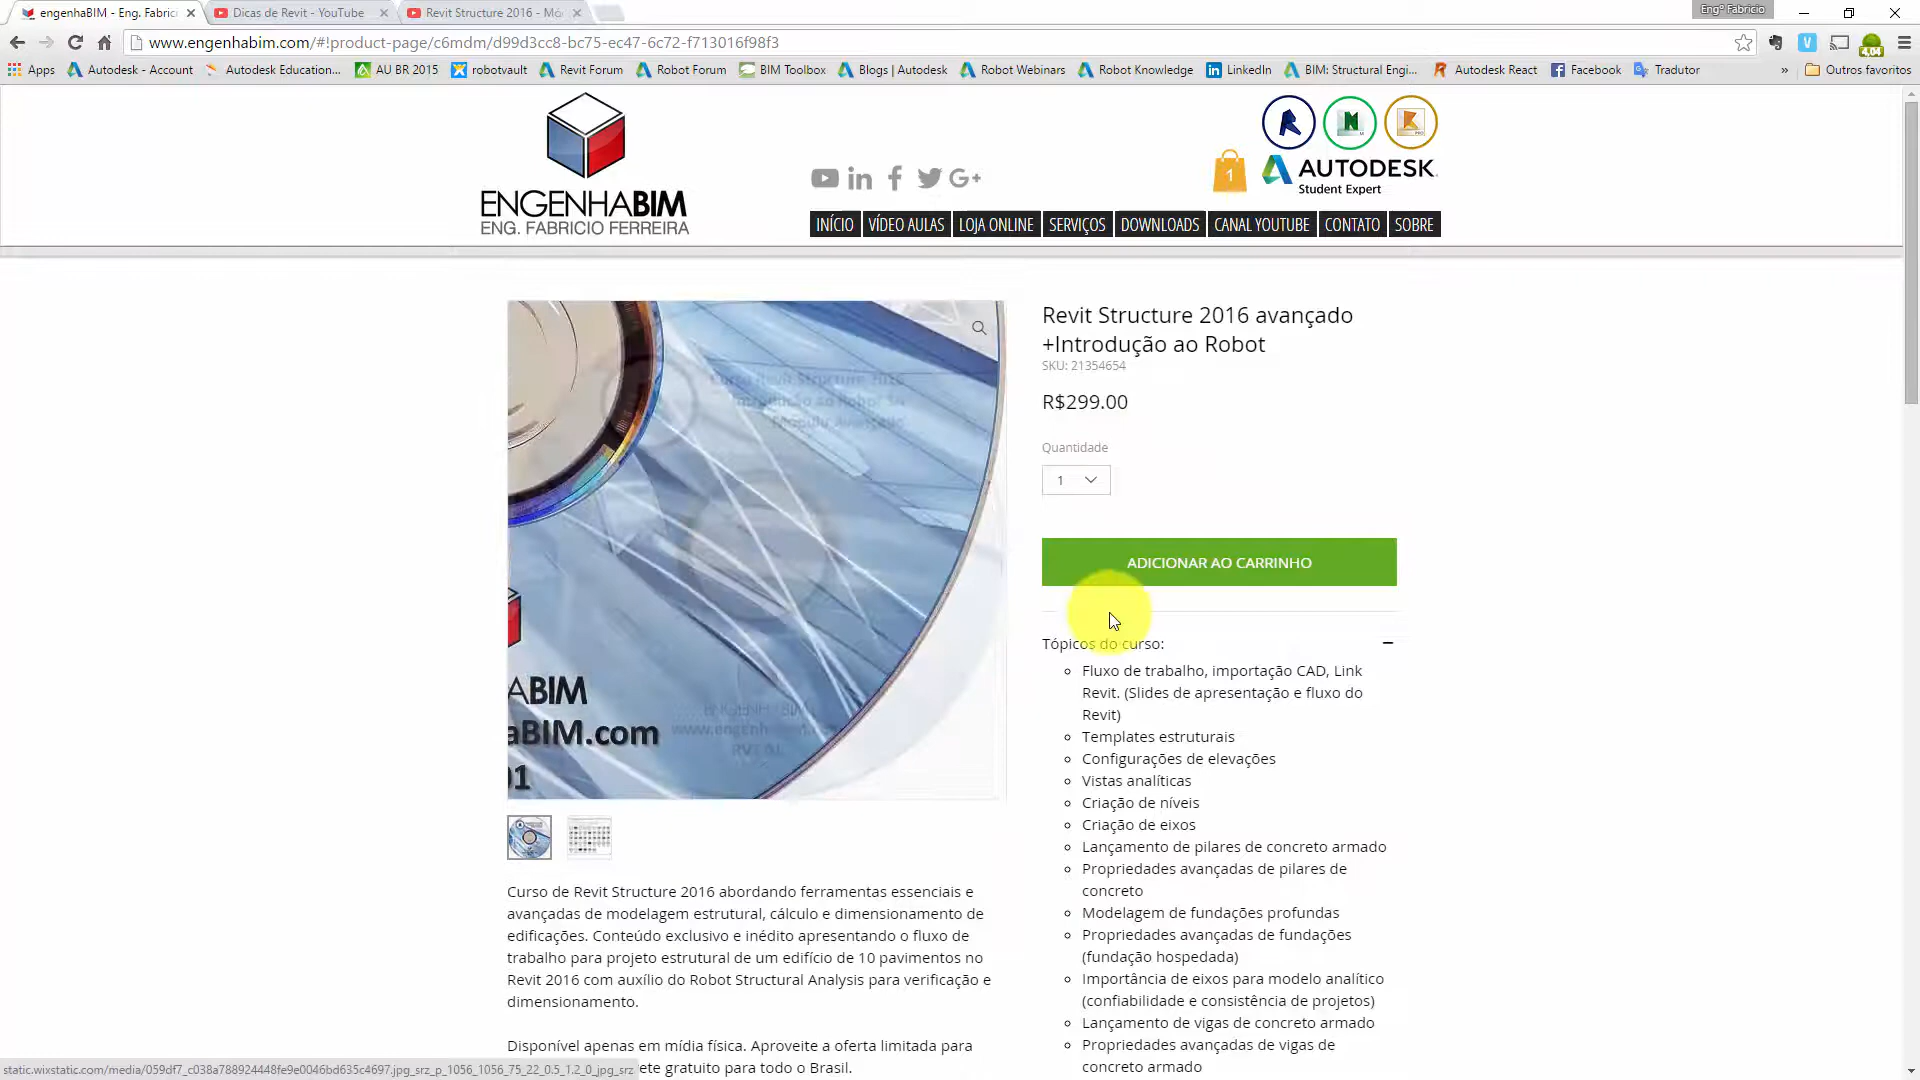 engenhaBIM - Eng. Fabric
Dicas de Revit - YouTube
Revit Structure 2016 - Mó
Engº Fabricio
www.engenhabim.com/#!product-page/c6mdm/d99d3cc8-bc75-ec47-6c72-f713016f98f3
4.04
Apps
Autodesk - Account
Autodesk Education...
AU BR 2015
robotvault
Revit Forum
Robot Forum
BIM Toolbox
Blogs | Autodesk
Robot Webinars
Robot Knowledge
LinkedIn
BIM: Structural Engi...
Autodesk React
Facebook
Tradutor
»
Outros favoritos
ENGENHABIM
ENG. FABRICIO FERREIRA
1
AUTODESK.
Student Expert
INÍCIO
VÍDEO AULAS
LOJA ONLINE
SERVIÇOS
DOWNLOADS
CANAL YOUTUBE
CONTATO
SOBRE
ABIM
aBIM.com
01
Revit Structure 2016 avançado
+Introdução ao Robot
SKU: 21354654
R$299.00
Quantidade
1
ADICIONAR AO CARRINHO
Tópicos do curso:
Fluxo de trabalho, importação CAD, Link
Revit. (Slides de apresentação e fluxo do
Revit)
Templates estruturais
Configurações de elevações
Vistas analíticas
Criação de níveis
Criação de eixos
Lançamento de pilares de concreto armado
Propriedades avançadas de pilares de
concreto
Modelagem de fundações profundas
Propriedades avançadas de fundações
(fundação hospedada)
Importância de eixos para modelo analítico
(confiabilidade e consistência de projetos)
Lançamento de vigas de concreto armado
Propriedades avançadas de vigas de
concreto armado
Curso de Revit Structure 2016 abordando ferramentas essenciais e
avançadas de modelagem estrutural, cálculo e dimensionamento de
edificações. Conteúdo exclusivo e inédito apresentando o fluxo de
trabalho para projeto estrutural de um edifício de 10 pavimentos no
Revit 2016 com auxílio do Robot Structural Analysis para verificação e
dimensionamento.
Disponível apenas em mídia física. Aproveite a oferta limitada para
ete gratuito para todo o Brasil.
static.wixstatic.com/media/059df7_c038a788924448fe9e0046bd635c4697.jpg_srz_p_1056_1056_75_22_0.5_1.2_0_jpg_srz